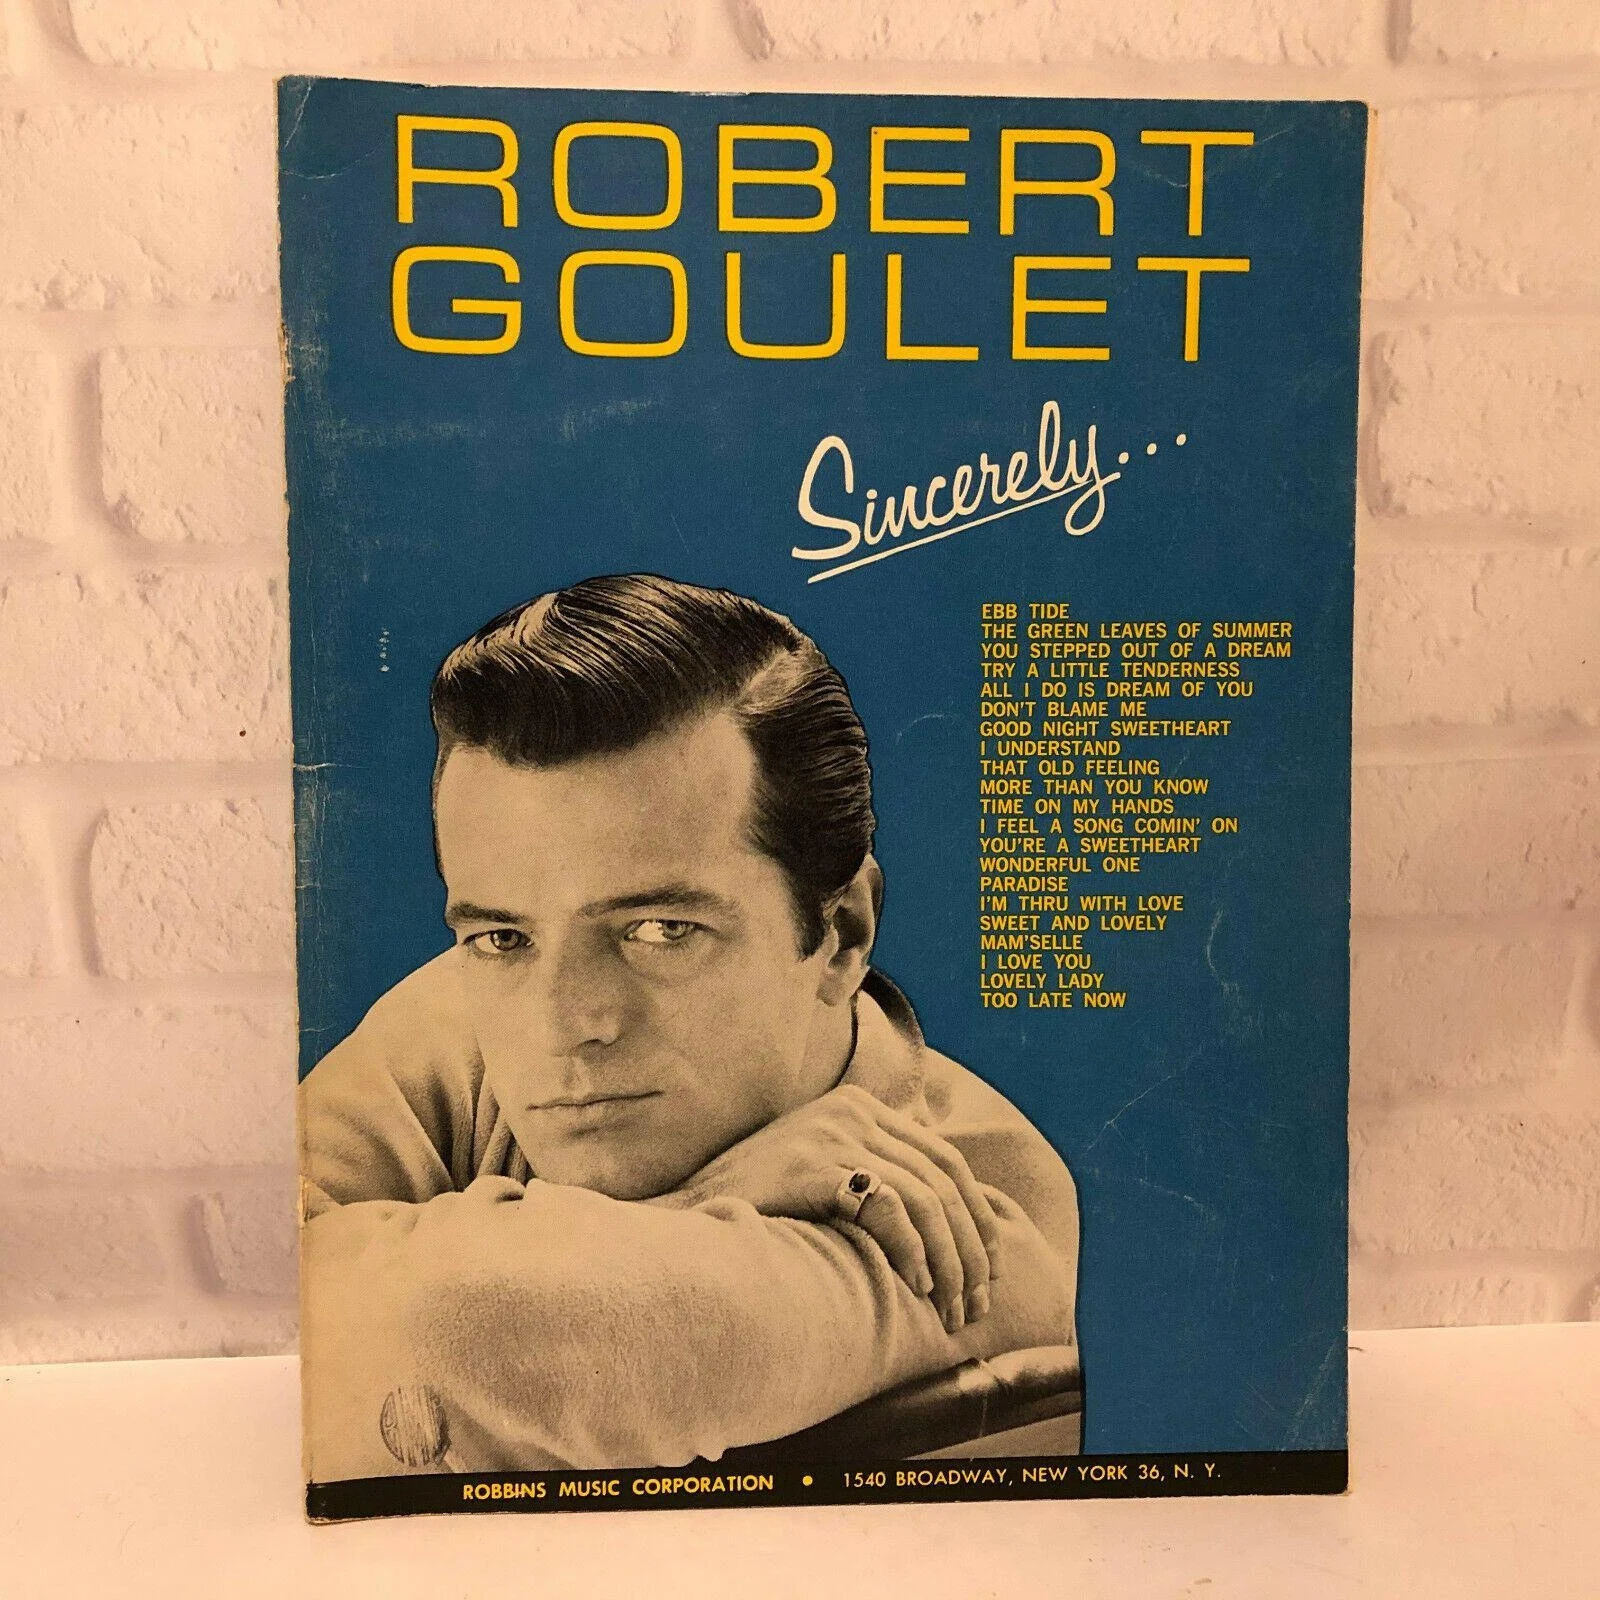 ROBERT
GOULET
Sincerely...
EBB TIDE
THE GREEN LEAVES OF SUMMER
YOU STEPPED OUT OF A DREAM
TRY A LITTLE TENDERNESS
ALL I DO IS DREAM OF YOU
DON'T BLAME ME
GOOD NIGHT SWEETHEART
I UNDERSTAND
THAT OLD FEELING
MORE THAN YOU KNOW
TIME ON MY HANDS
I FEEL A SONG COMIN' ON
YOU'RE A SWEETHEART
WONDERFUL ONE
PARADISE
I'M THRU WITH LOVE
SWEET AND LOVELY
MAM'SELLE
I LOVE YOU
LOVELY LADY
TOO LATE NOW
ROBBINS MUSIC CORPORATION • 1540 BROADWAY, NEW YORK 36, N. Y.